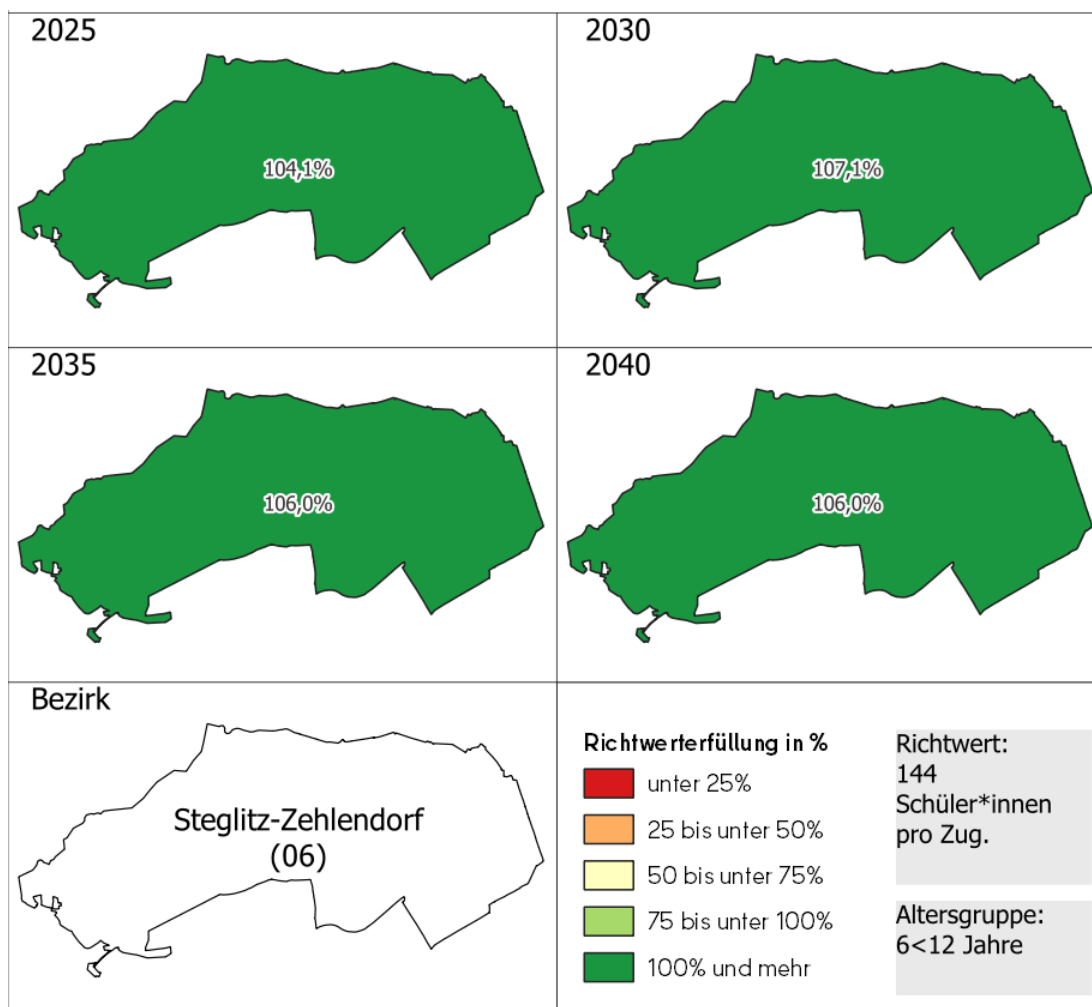 2025
104,1%
2030
107,1%
2035
106,0%
2040
106,0%
Bezirk
Steglitz-Zehlendorf
(06)
Richtwerterfüllung in %
unter 25%
25 bis unter 50%
50 bis unter 75%
75 bis unter 100%
100% und mehr
Richtwert:
144
Schüler*innen
pro Zug.
Altersgruppe:
6<12 Jahre